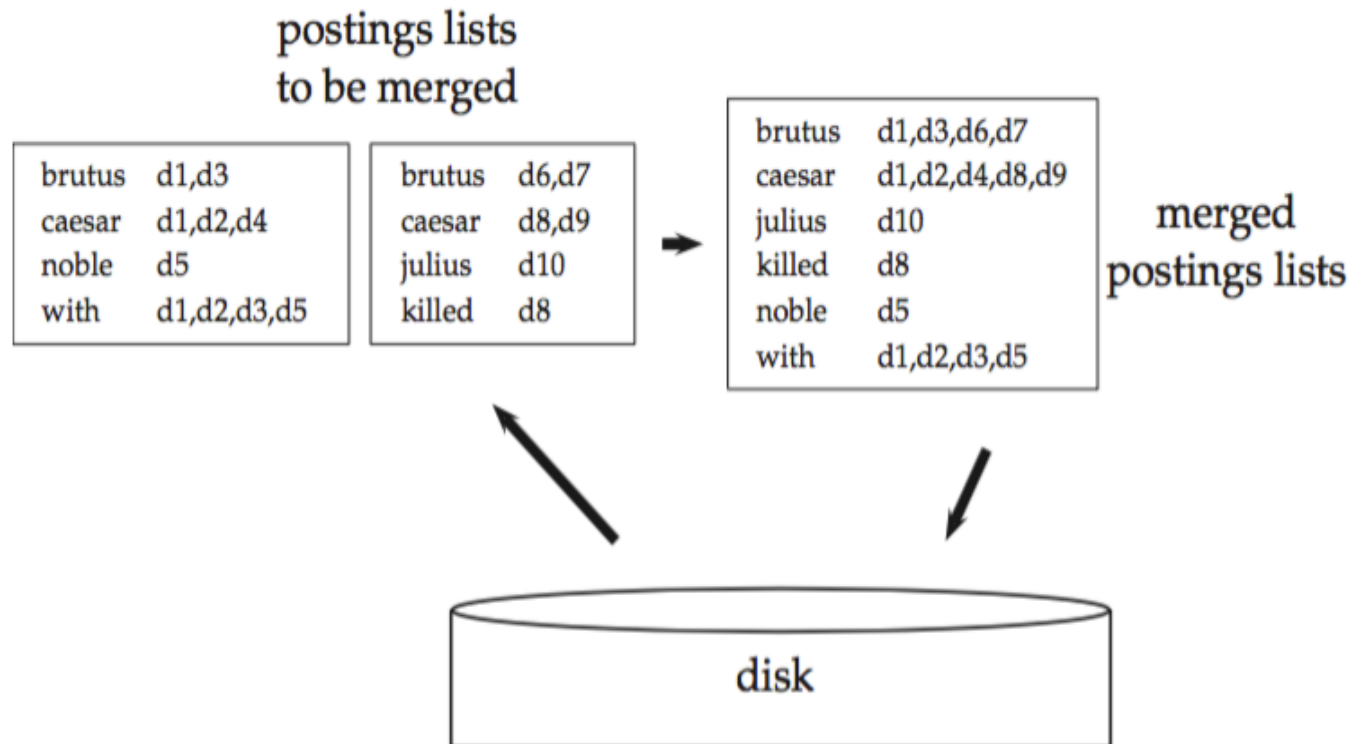 postings lists
to be merged
brutus d1,d3
caesar d1,d2,d4
noble d5
with d1,d2,d3,d5
brutus d6,d7
caesar d8,d9
julius d10
killed d8
brutus d1,d3,d6,d7
caesar d1,d2,d4,d8,d9
julius d10
killed d8
noble d5
with d1,d2,d3,d5
merged
postings lists
disk